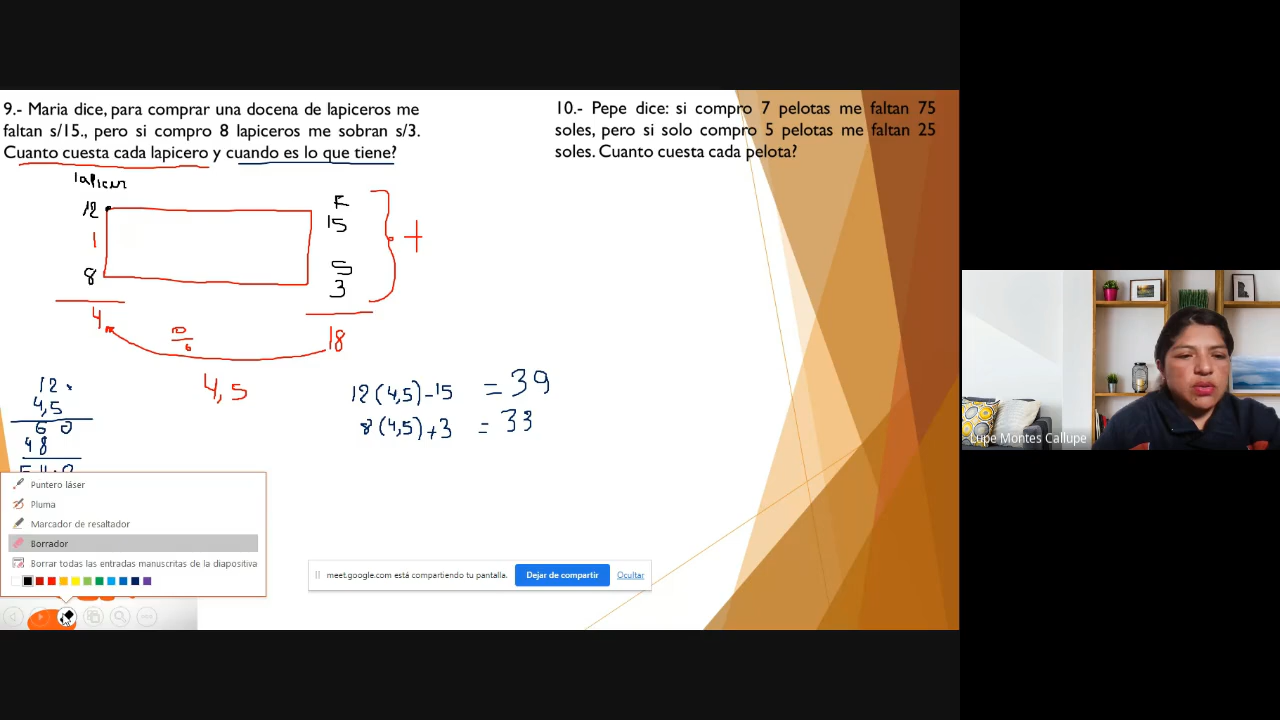 9.- Maria dice, para comprar una docena de lapiceros me
faltan s/15., pero si compro 8 lapiceros me sobran s/3.
Cuanto cuesta cada lapicero y cuando es lo que tiene?
12
1
8
4
F
15
S
3
18
+
4,5
12
4,5
6 0
48
12(4,5)-15 = 39
8(4,5)+3 = 33
10.- Pepe dice: si compro 7 pelotas me faltan 75
soles, pero si solo compro 5 pelotas me faltan 25
soles. Cuanto cuesta cada pelota?
Puntero láser
Pluma
Marcador de resaltador
Borrador
Borrar todas las entradas manuscritas de la diapositiva
meet.google.com está compartiendo tu pantalla.
Dejar de compartir
Ocultar
Lupe Montes Callupe